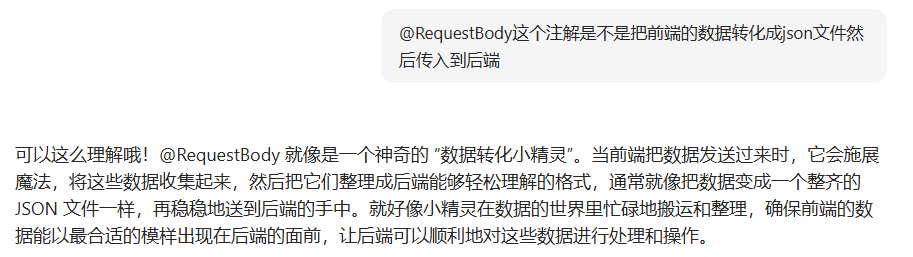 @RequestBody这个注解是不是把前端的数据转化成json文件然
后传入到后端
可以这么理解哦！@RequestBody 就像是一个神奇的 “数据转化小精灵”。当前端把数据发送过来时，它会施展
魔法，将这些数据收集起来，然后把它们整理成后端能够轻松理解的格式，通常就像把数据变成一个整齐的
JSON 文件一样，再稳稳地送到后端的手中。就好像小精灵在数据的世界里忙碌地搬运和整理，确保前端的数
据能以最合适的模样出现在后端的面前，让后端可以顺利地对这些数据进行处理和操作。